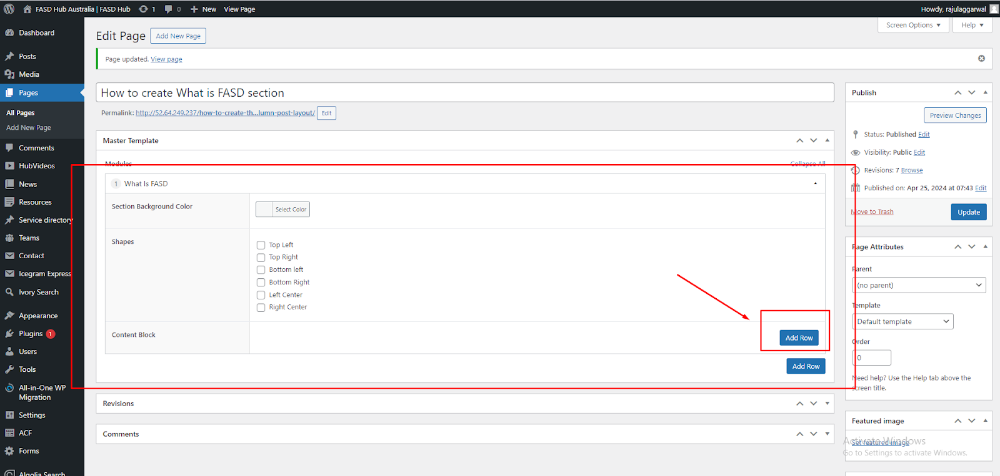 FASD Hub Australia | FASD Hub 1 0 New View Page Howdy, rajulaggarwal
Screen Options Help
Dashboard
Posts
Media
Pages
All Pages
Add New Page
Comments
HubVideos
News
Resources
Service directory
Teams
Contact
Icegram Express
Ivory Search
Appearance
Plugins 1
Users
Tools
All-in-One WP
Migration
Settings
ACF
Forms
Algolia Search
Edit Page Add New Page
Page updated. View page
How to create What is FASD section
Permalink: http://52.64.249.237/how-to-create-th...lumn-post-layout/ Edit
Master Template
Modules Collapse All
1 What Is FASD
Section Background Color Select Color
Shapes
Top Left
Top Right
Bottom left
Bottom Right
Left Center
Right Center
Content Block Add Row
Add Row
Revisions
Comments
Publish
Preview Changes
Status: Published Edit
Visibility: Public Edit
Revisions: 7 Browse
Published on: Apr 25, 2024 at 07:43 Edit
Move to Trash Update
Page Attributes
Parent
(no parent)
Template
Default template
Order
0
Need help? Use the Help tab above the
screen title.
Featured image
Set featured image
Activate Windows
Go to Settings to activate Windows.